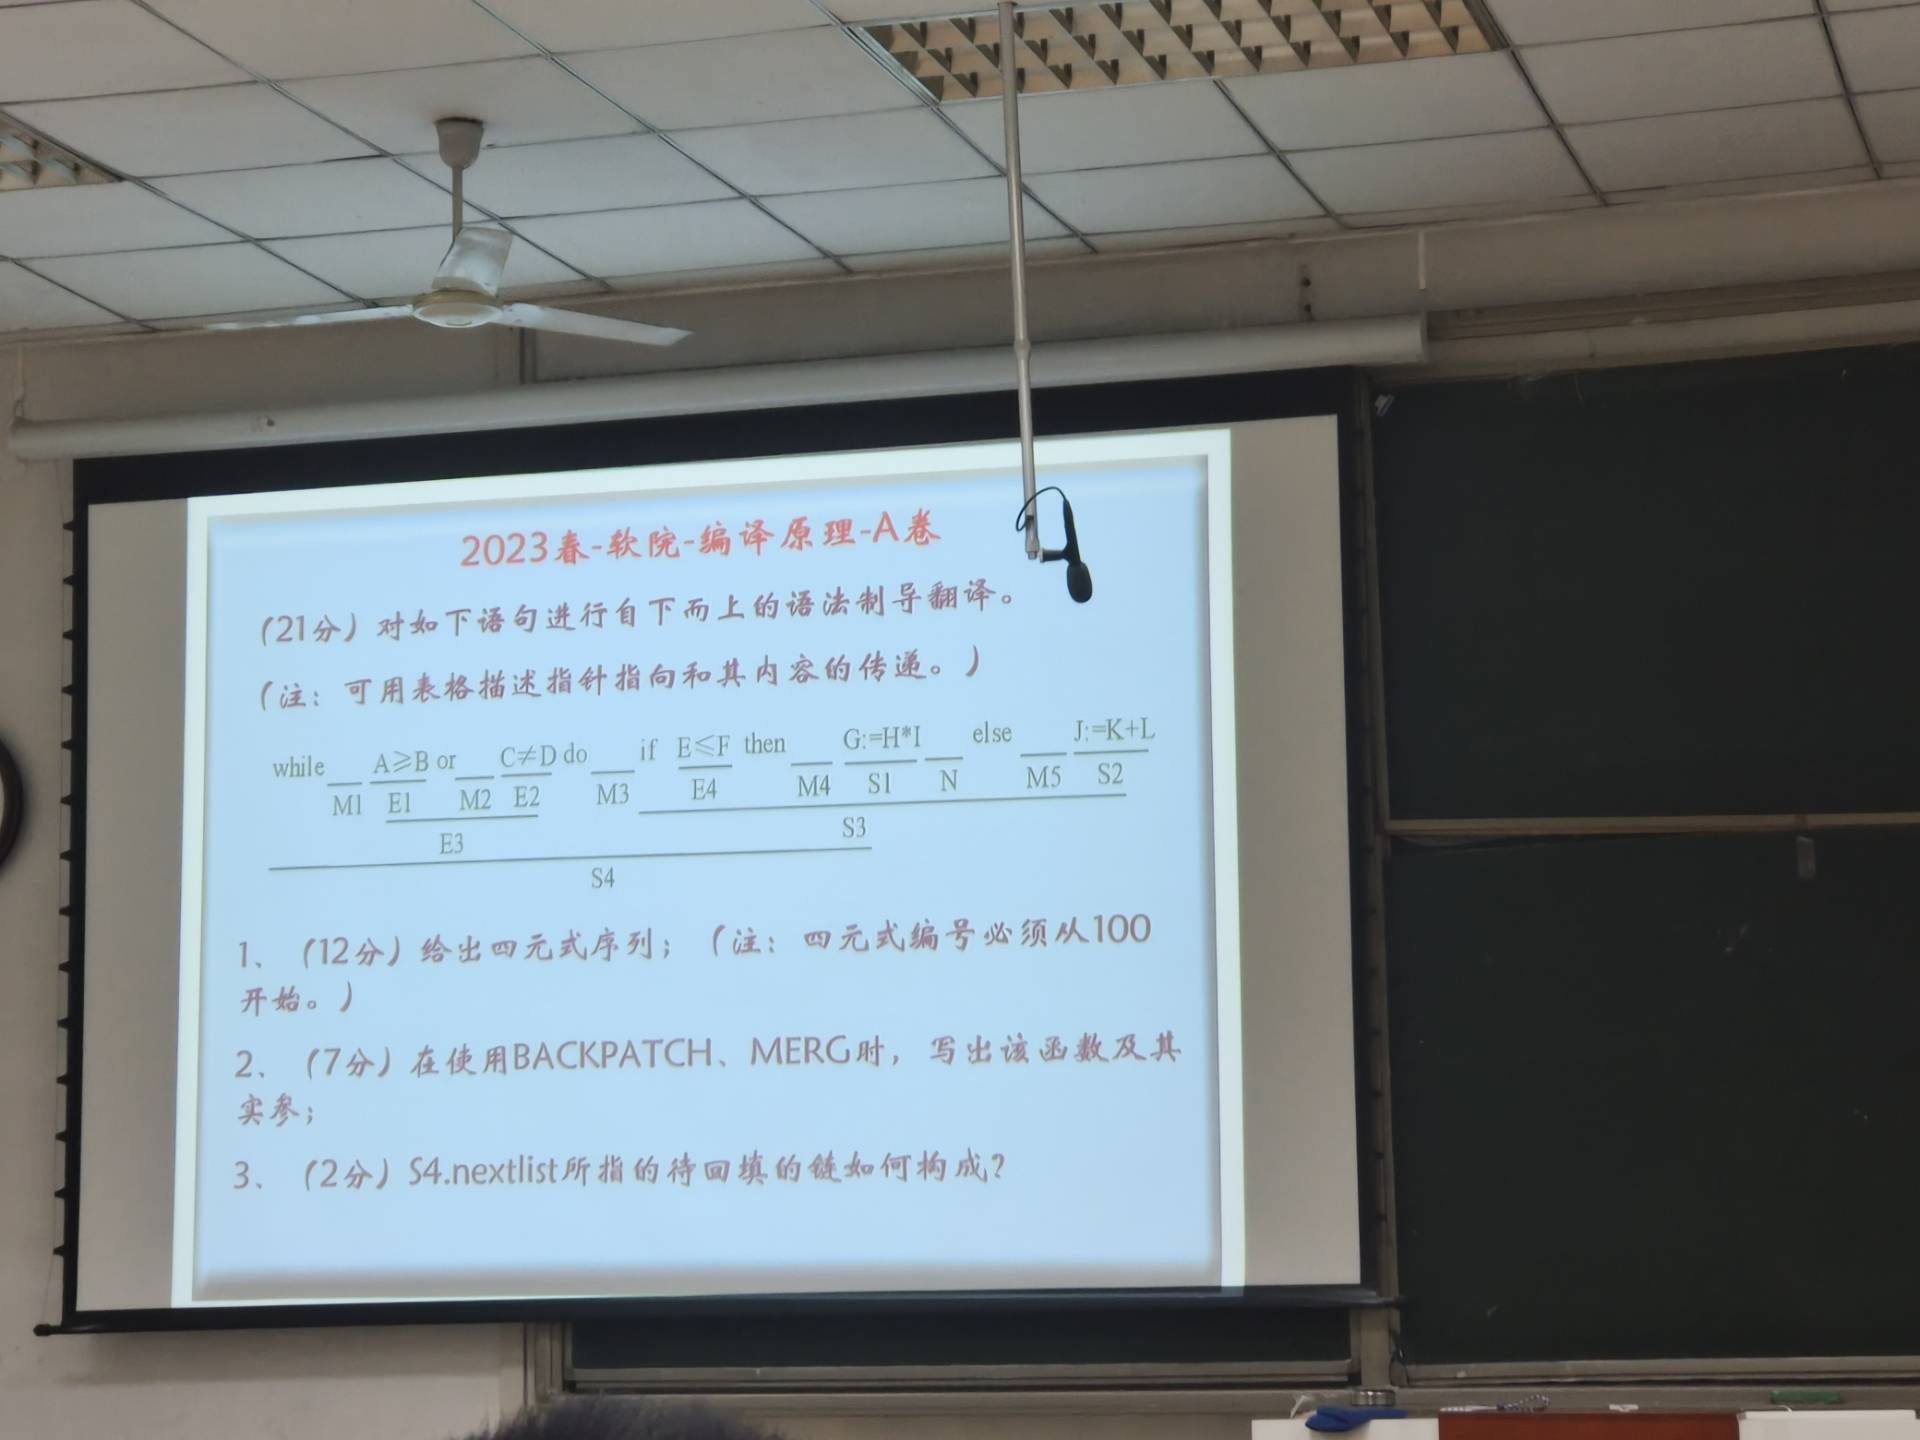 2023春-软院-编译原理-A卷
(21分)对如下语句进行自下而上的语法制导翻译。
(注:可用表格描述指针指向和其内容的传递。)
while __ A≥B or __ C≠D do __ if E≤F then __ G:=H*I __ else __ J:=K+L
M1 E1 M2 E2 M3 E4 M4 S1 N M5 S2
E3 S3
S4
1、(12分)给出四元式序列;(注:四元式编号必须从100
开始。)
2、(7分)在使用BACKPATCH、MERG时,写出该函数及其
实参;
3、(2分)S4.nextlist所指的待回填的链如何构成?